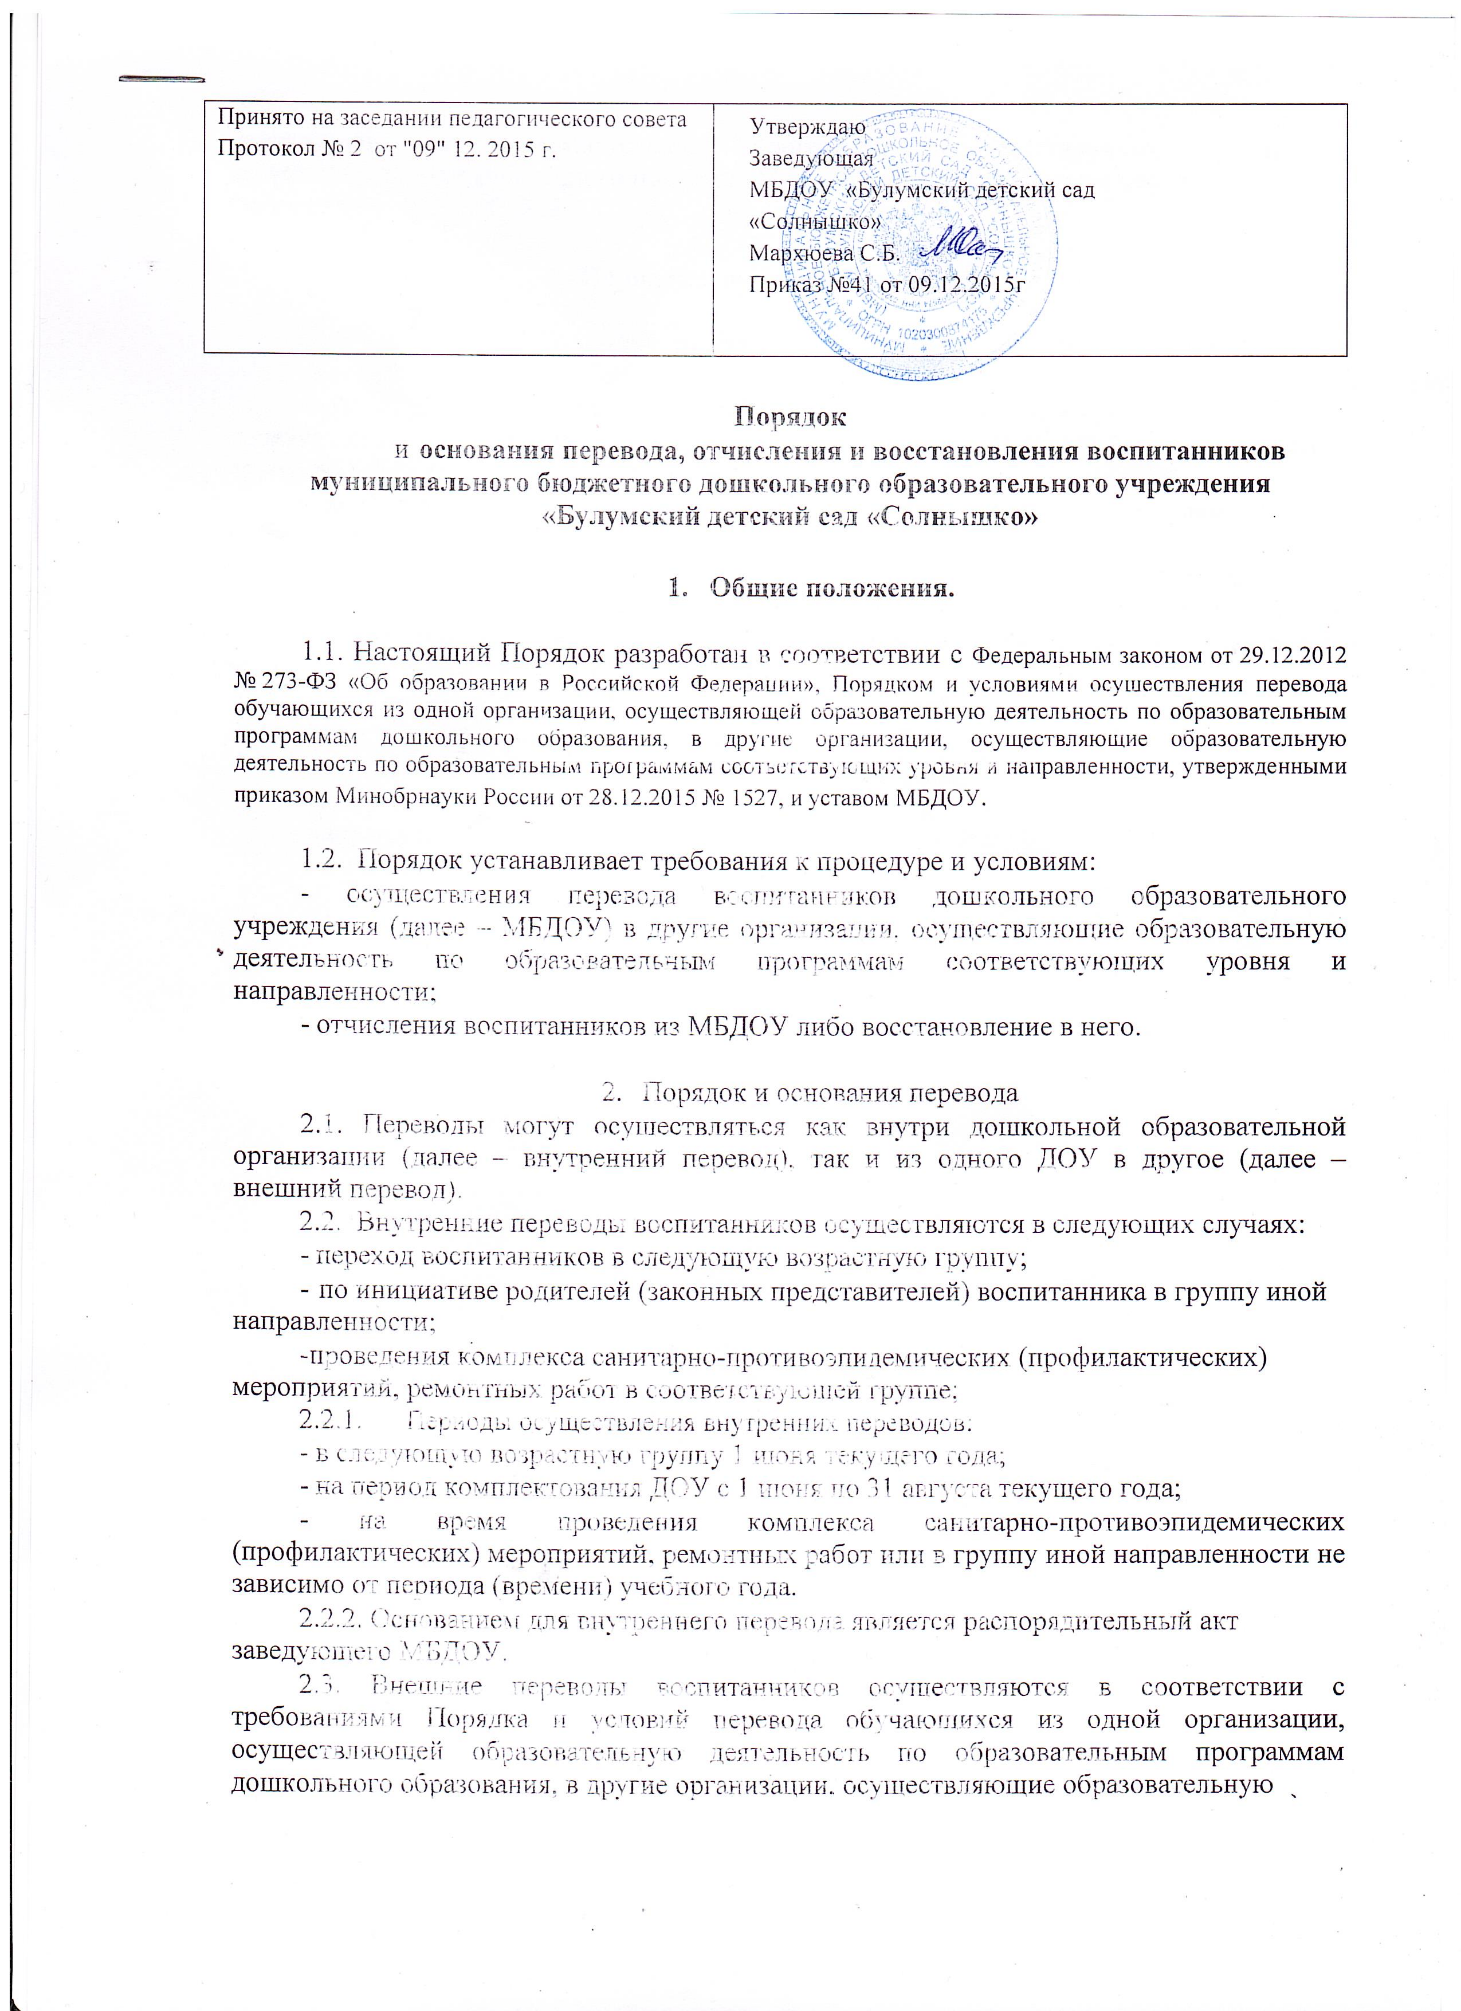 Принято на заседании педагогического совета
Протокол № 2 от "09" 12. 2015 г.
Утверждаю
Заведующая
МБДОУ «Булумский детский сад
«Солнышко»
Мархюева С.Б.
Приказ №41 от 09.12.2015г
ОГРН 1020300874175
Порядок
и основания перевода, отчисления и восстановления воспитанников
муниципального бюджетного дошкольного образовательного учреждения
«Булумский детский сад «Солнышко»
1. Общие положения.
1.1. Настоящий Порядок разработан в соответствии с Федеральным законом от 29.12.2012
№ 273-ФЗ «Об образовании в Российской Федерации», Порядком и условиями осуществления перевода
обучающихся из одной организации, осуществляющей образовательную деятельность по образовательным
программам дошкольного образования, в другие организации, осуществляющие образовательную
деятельность по образовательным программам соответствующих уровня и направленности, утвержденными
приказом Минобрнауки России от 28.12.2015 № 1527, и уставом МБДОУ.
1.2. Порядок устанавливает требования к процедуре и условиям:
- осуществления перевода воспитанников дошкольного образовательного
учреждения (далее – МБДОУ) в другие организации, осуществляющие образовательную
деятельность по образовательным программам соответствующих уровня и
направленности;
- отчисления воспитанников из МБДОУ либо восстановление в него.
2. Порядок и основания перевода
2.1. Переводы могут осуществляться как внутри дошкольной образовательной
организации (далее – внутренний перевод), так и из одного ДОУ в другое (далее –
внешний перевод).
2.2. Внутренние переводы воспитанников осуществляются в следующих случаях:
- переход воспитанников в следующую возрастную группу;
- по инициативе родителей (законных представителей) воспитанника в группу иной
направленности;
-проведения комплекса санитарно-противоэпидемических (профилактических)
мероприятий, ремонтных работ в соответствующей группе;
2.2.1. Периоды осуществления внутренних переводов:
- в следующую возрастную группу 1 июня текущего года;
- на период комплектования ДОУ с 1 июня по 31 августа текущего года;
- на время проведения комплекса санитарно-противоэпидемических
(профилактических) мероприятий, ремонтных работ или в группу иной направленности не
зависимо от периода (времени) учебного года.
2.2.2. Основанием для внутреннего перевода является распорядительный акт
заведующего МБДОУ.
2.3. Внешние переводы воспитанников осуществляются в соответствии с
требованиями Порядка и условий перевода обучающихся из одной организации,
осуществляющей образовательную деятельность по образовательным программам
дошкольного образования, в другие организации, осуществляющие образовательную